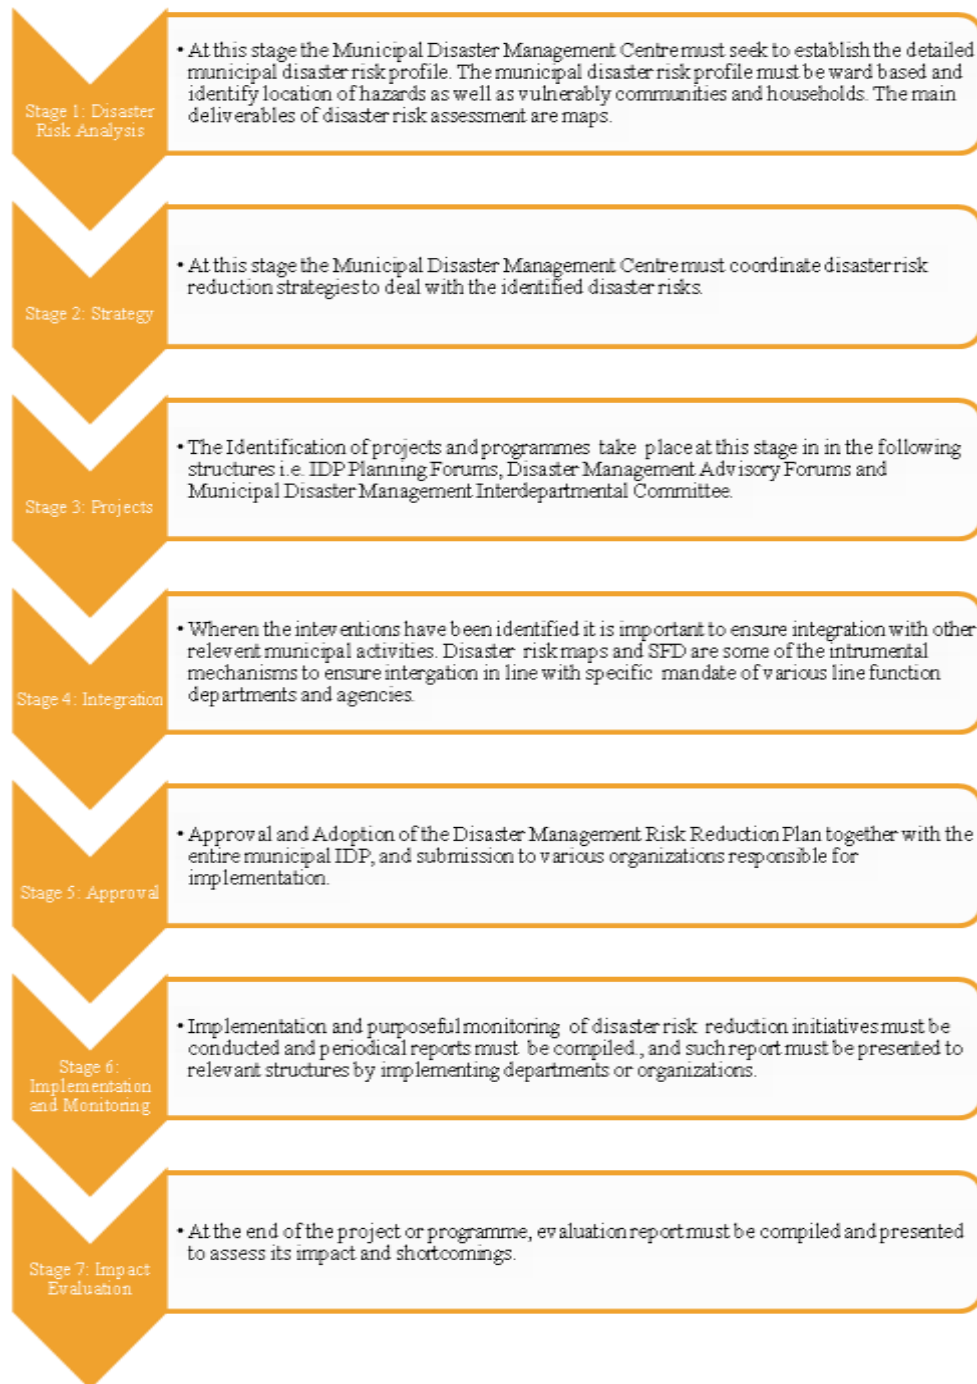 Stage 1: Disaster
Risk Analysis
• At this stage the Municipal Disaster Management Centre must seek to establish the detailed
municipal disaster risk profile. The municipal disaster risk profile must be ward based and
identify location of hazards as well as vulnerably communities and households. The main
deliverables of disaster risk assessment are maps.
Stage 2: Strategy
• At this stage the Municipal Disaster Management Centre must coordinate disaster risk
reduction strategies to deal with the identified disaster risks.
Stage 3: Projects
• The Identification of projects and programmes take place at this stage in in the following
structures i.e. IDP Planning Forums, Disaster Management Advisory Forums and
Municipal Disaster Management Interdepartmental Committee.
Stage 4: Integration
• Wheren the inteventions have been identified it is important to ensure integration with other
relevent municipal activities. Disaster risk maps and SFD are some of the intrumental
mechanisms to ensure intergation in line with specific mandate of various line function
departments and agencies.
Stage 5: Approval
• Approval and Adoption of the Disaster Management Risk Reduction Plan together with the
entire municipal IDP, and submission to various organizations responsible for
implementation.
Stage 6:
Implementation
and Monitoring
• Implementation and purposeful monitoring of disaster risk reduction initiatives must be
conducted and periodical reports must be compiled., and such report must be presented to
relevant structures by implementing departments or organizations.
Stage 7: Impact
Evaluation
• At the end of the project or programme, evaluation report must be compiled and presented
to assess its impact and shortcomings.